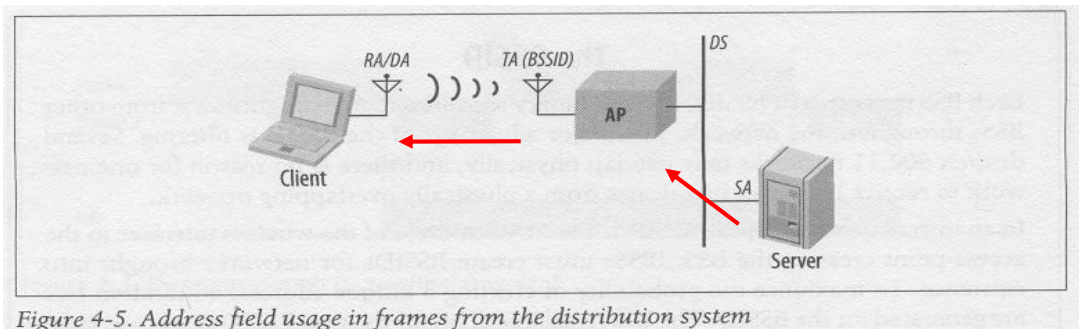 DS
RA/DA
TA (BSSID)
AP
Client
SA
Server
Figure 4-5. Address field usage in frames from the distribution system